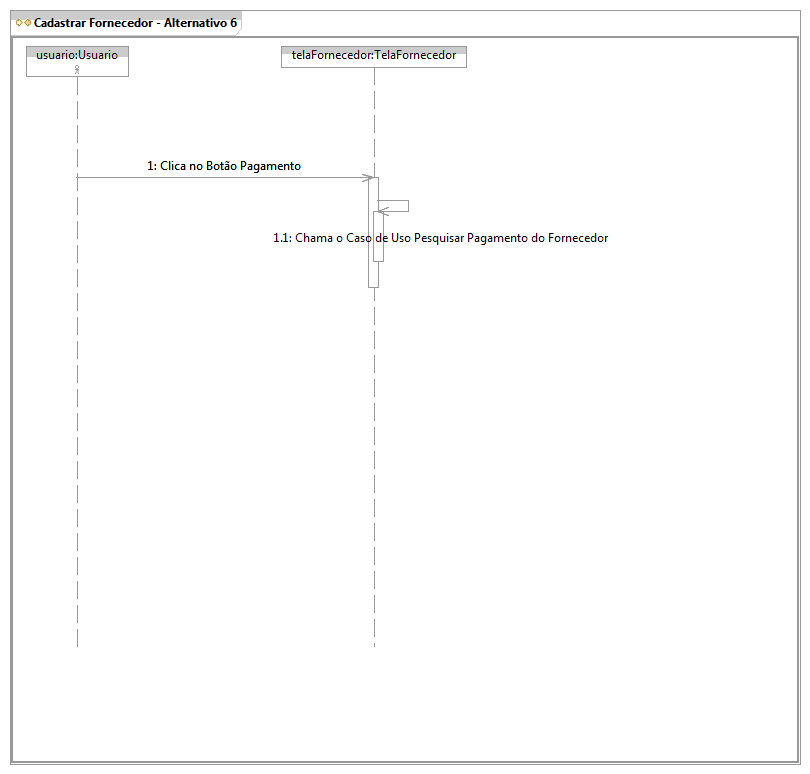 Cadastrar Fornecedor - Alternativo 6
usuario:Usuario
telaFornecedor:TelaFornecedor
1: Clica no Botão Pagamento
1.1: Chama o Caso de Uso Pesquisar Pagamento do Fornecedor